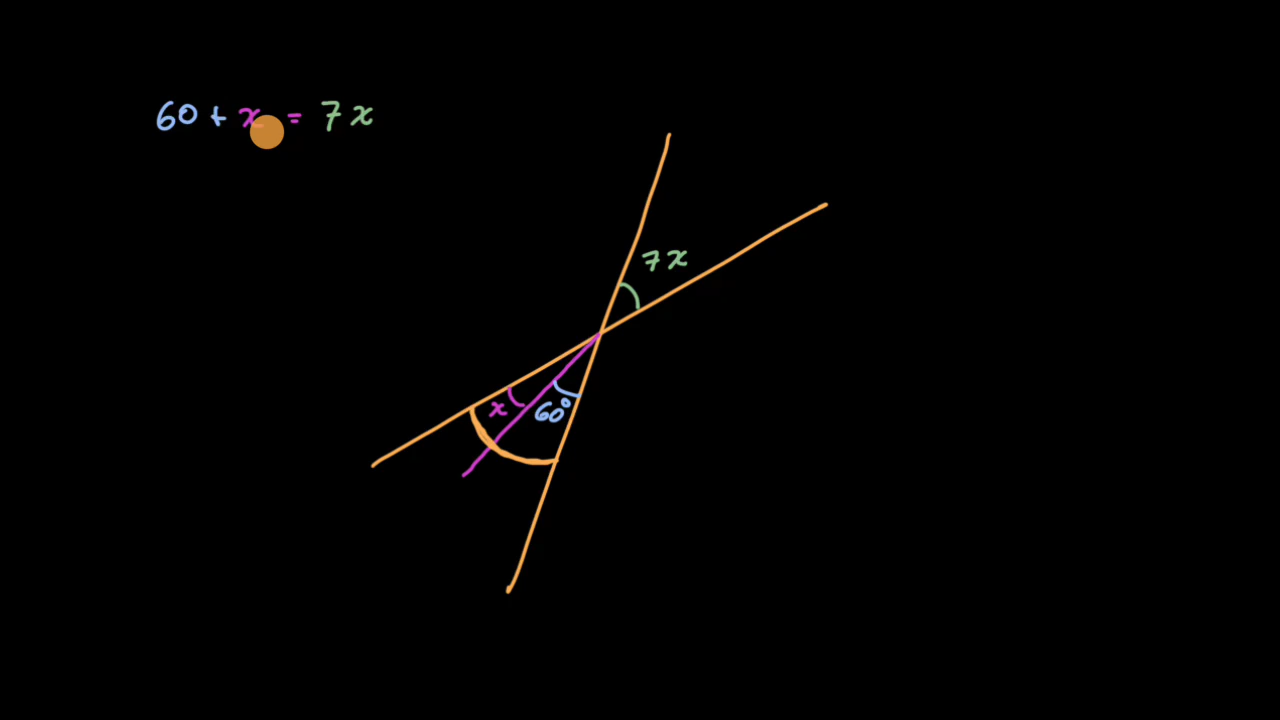 60 + x = 7x
7x
x
60°